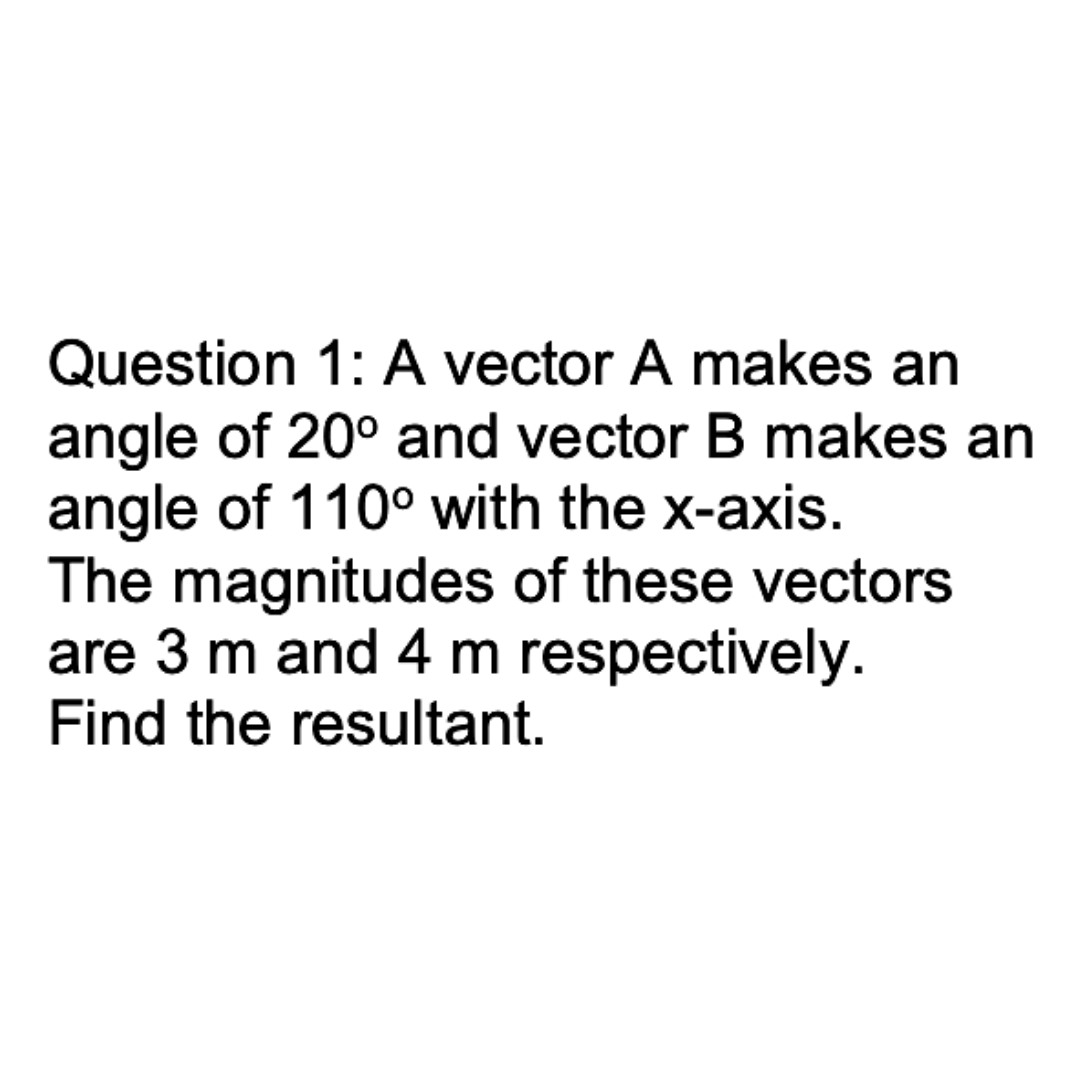 Question 1: A vector A makes an
angle of 20º and vector B makes an
angle of 110º with the x-axis.
The magnitudes of these vectors
are 3 m and 4 m respectively.
Find the resultant.